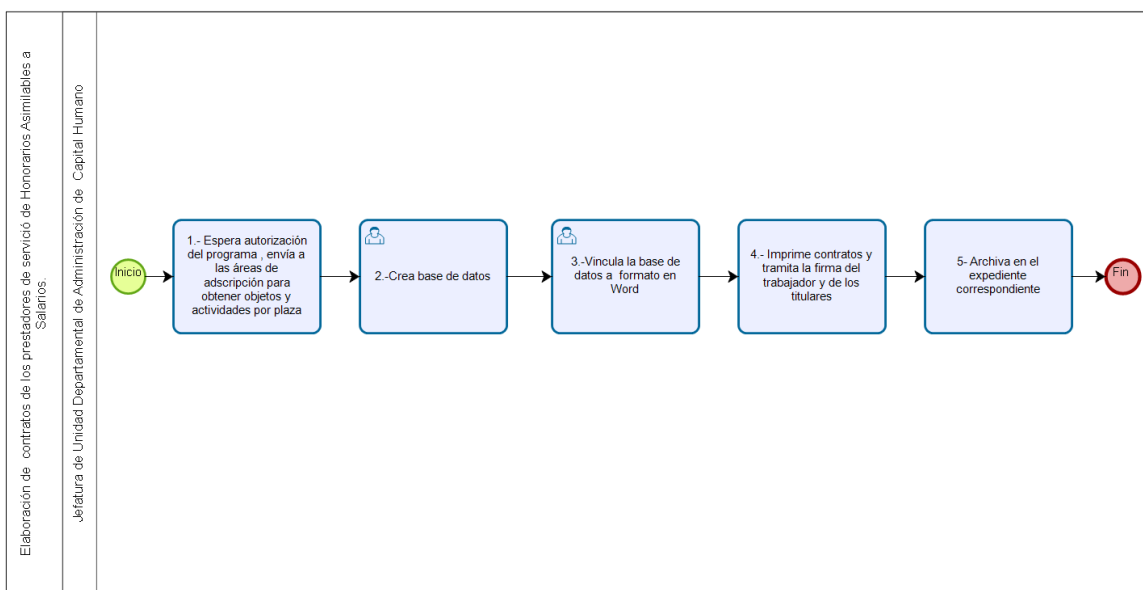 Elaboración de contratos de los prestadores de servició de Honorarios Asimilables a
Salarios.
Jefatura de Unidad Departamental de Administración de Capital Humano
Inicio
1.- Espera autorización
del programa , envía a
las áreas de
adscripción para
obtener objetos y
actividades por plaza
2.-Crea base de datos
3.-Vincula la base de
datos a formato en
Word
4.- Imprime contratos y
tramita la firma del
trabajador y de los
titulares
5- Archiva en el
expediente
correspondiente
Fin